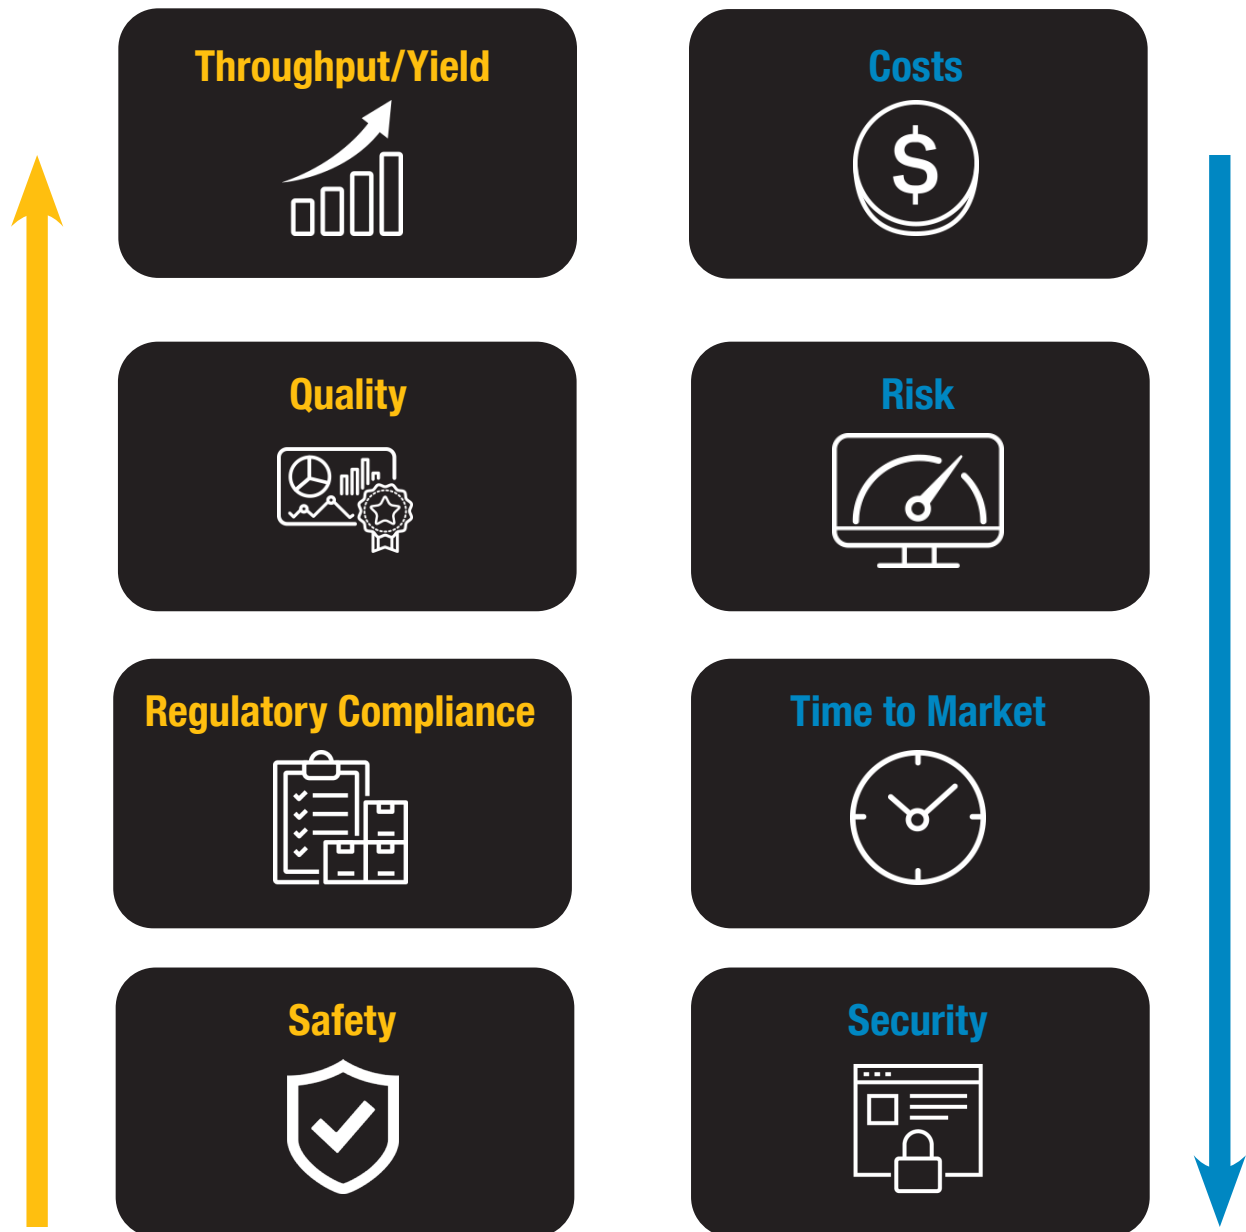 Throughput/Yield
Costs
$
Quality
Risk
Regulatory Compliance
Time to Market
Safety
Security